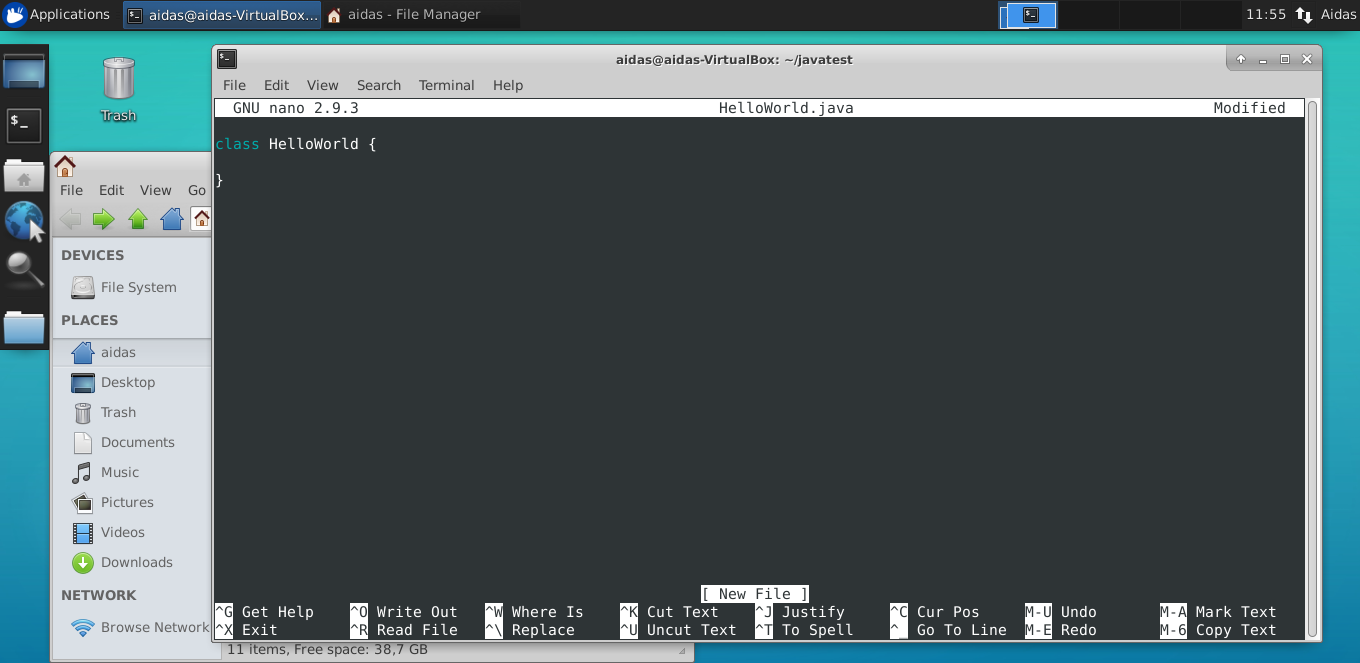 Applications aidas@aidas-VirtualBox... aidas - File Manager 11:55 Aidas
Trash
aidas@aidas-VirtualBox: ~/javatest
File Edit View Search Terminal Help
GNU nano 2.9.3 HelloWorld.java Modified
class HelloWorld {
}
[ New File ]
^G Get Help ^O Write Out ^W Where Is ^K Cut Text ^J Justify ^C Cur Pos M-U Undo M-A Mark Text
^X Exit ^R Read File ^\ Replace ^U Uncut Text ^T To Spell ^_ Go To Line M-E Redo M-6 Copy Text
File Edit View Go
DEVICES
File System
PLACES
aidas
Desktop
Trash
Documents
Music
Pictures
Videos
Downloads
NETWORK
Browse Network
11 items, Free space: 38,7 GB